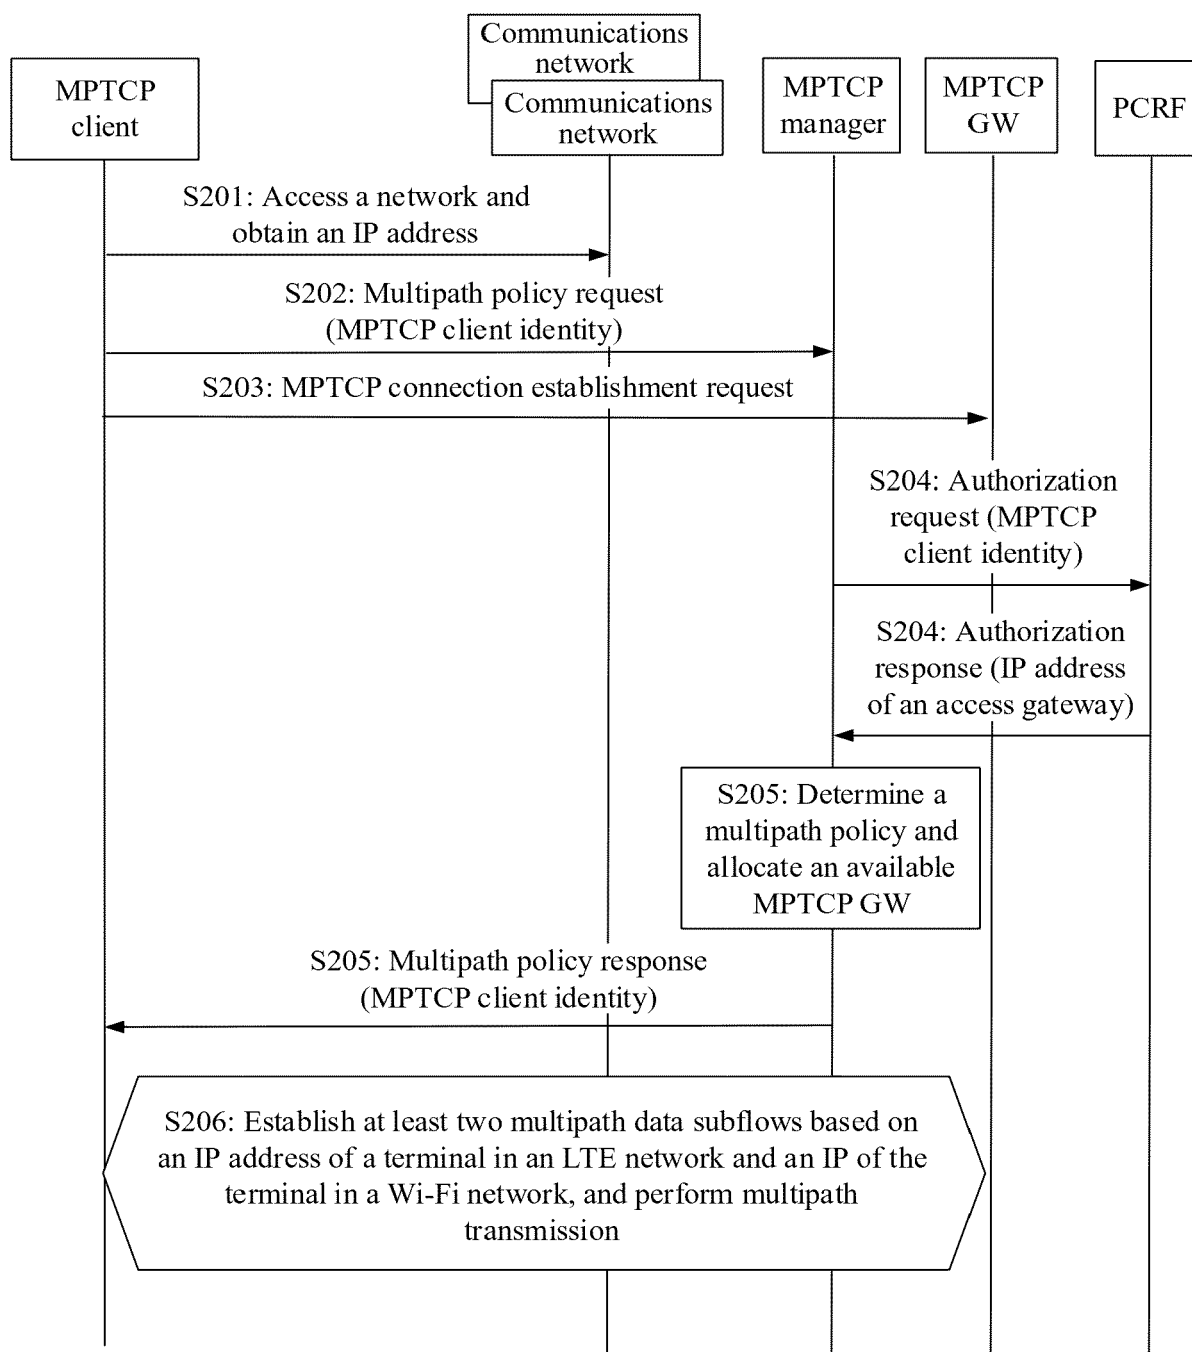 Communications
network
Communications
network
MPTCP
client
MPTCP
manager
MPTCP
GW
PCRF
S201: Access a network and
obtain an IP address
S202: Multipath policy request
(MPTCP client identity)
S203: MPTCP connection establishment request
S204: Authorization
request (MPTCP
client identity)
S204: Authorization
response (IP address
of an access gateway)
S205: Determine a
multipath policy and
allocate an available
MPTCP GW
S205: Multipath policy response
(MPTCP client identity)
S206: Establish at least two multipath data subflows based on
an IP address of a terminal in an LTE network and an IP of the
terminal in a Wi-Fi network, and perform multipath
transmission